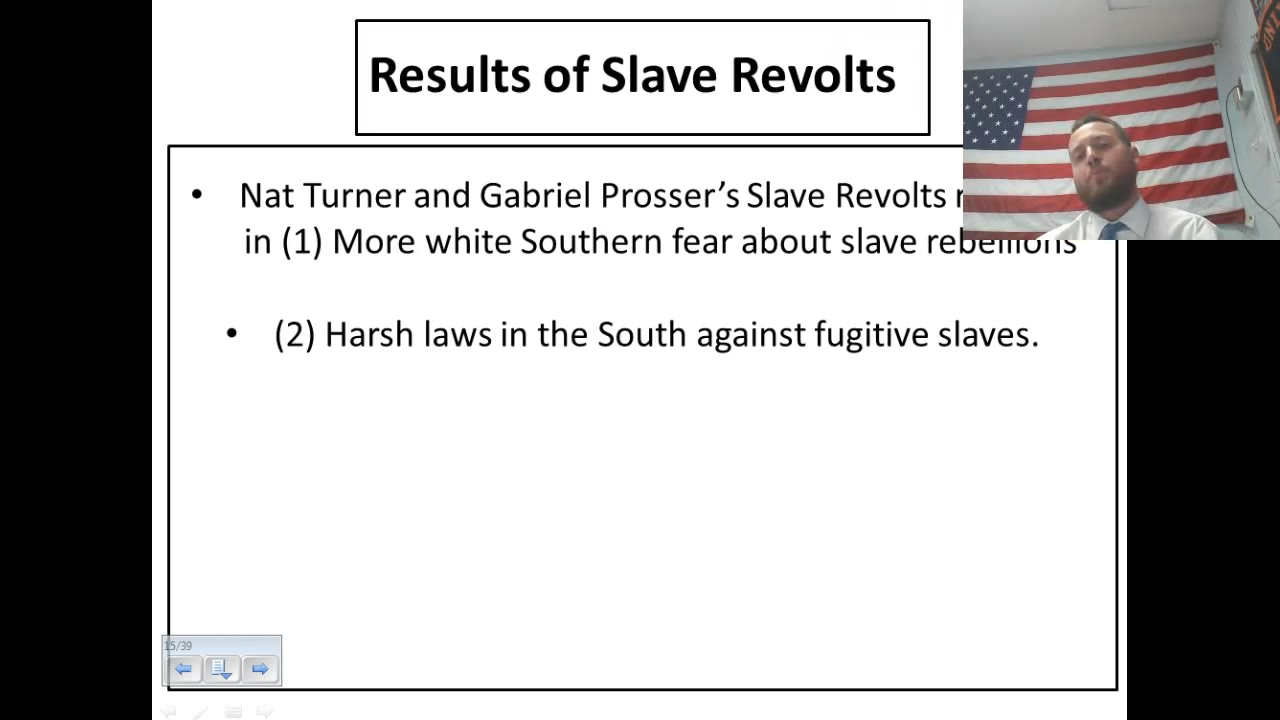 Results of Slave Revolts
• Nat Turner and Gabriel Prosser’s Slave Revolts
in (1) More white Southern fear about slave rebellions
• (2) Harsh laws in the South against fugitive slaves.
15/39